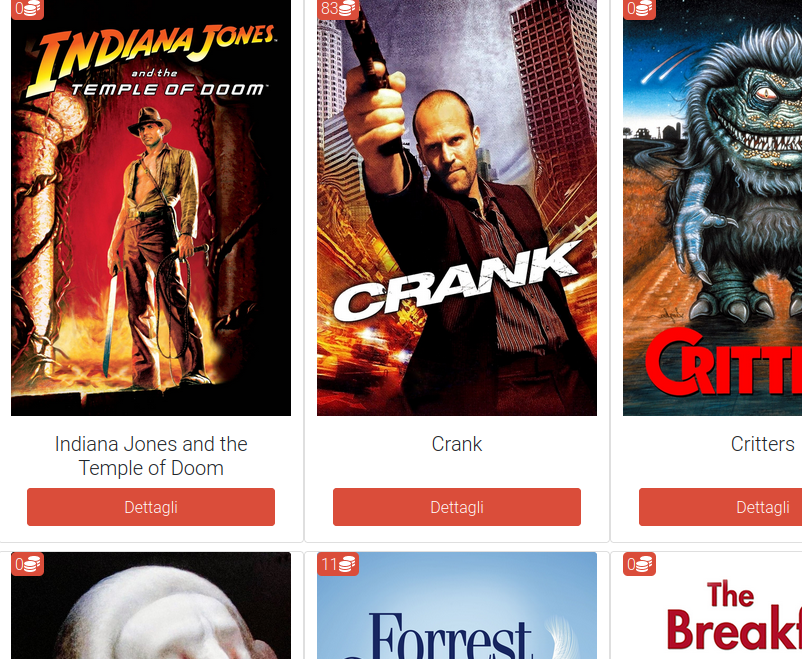 0
83
0
INDIANA JONES
and the
TEMPLE OF DOOM
CRANK
CRITT
Indiana Jones and the
Temple of Doom
Crank
Critters
Dettagli
Dettagli
Dettagli
0
11
0
Forrest
The
Breakf